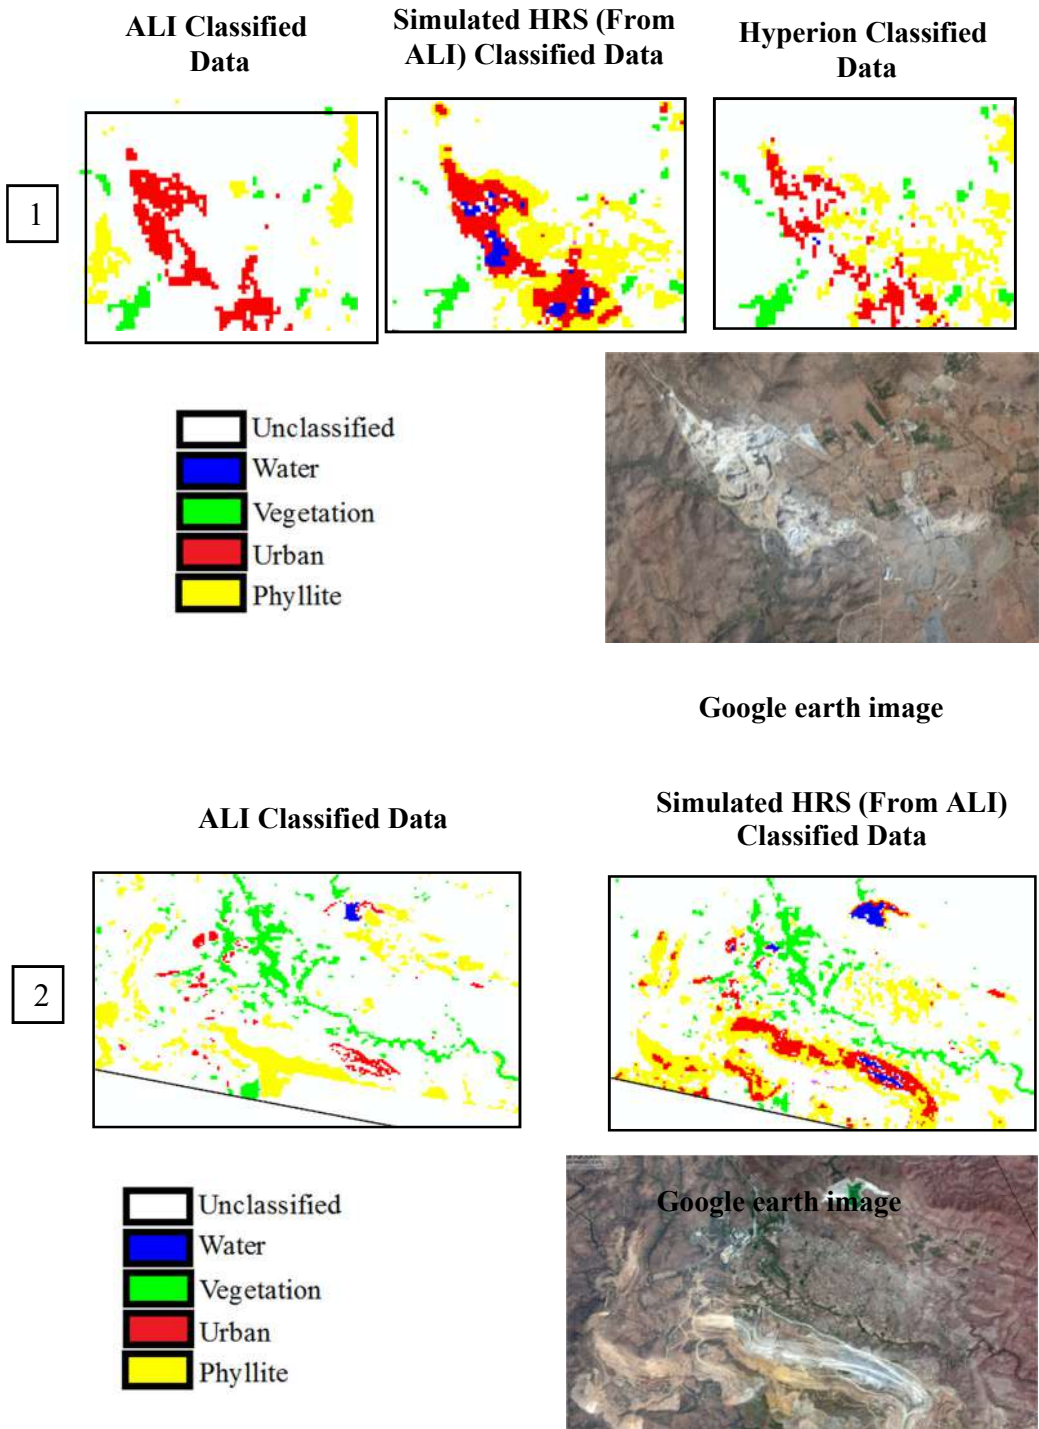 ALI Classified
Data
Simulated HRS (From
ALI) Classified Data
Hyperion Classified
Data
1
Unclassified
Water
Vegetation
Urban
Phyllite
Google earth image
ALI Classified Data
Simulated HRS (From ALI)
Classified Data
2
Unclassified
Water
Vegetation
Urban
Phyllite
Google earth image